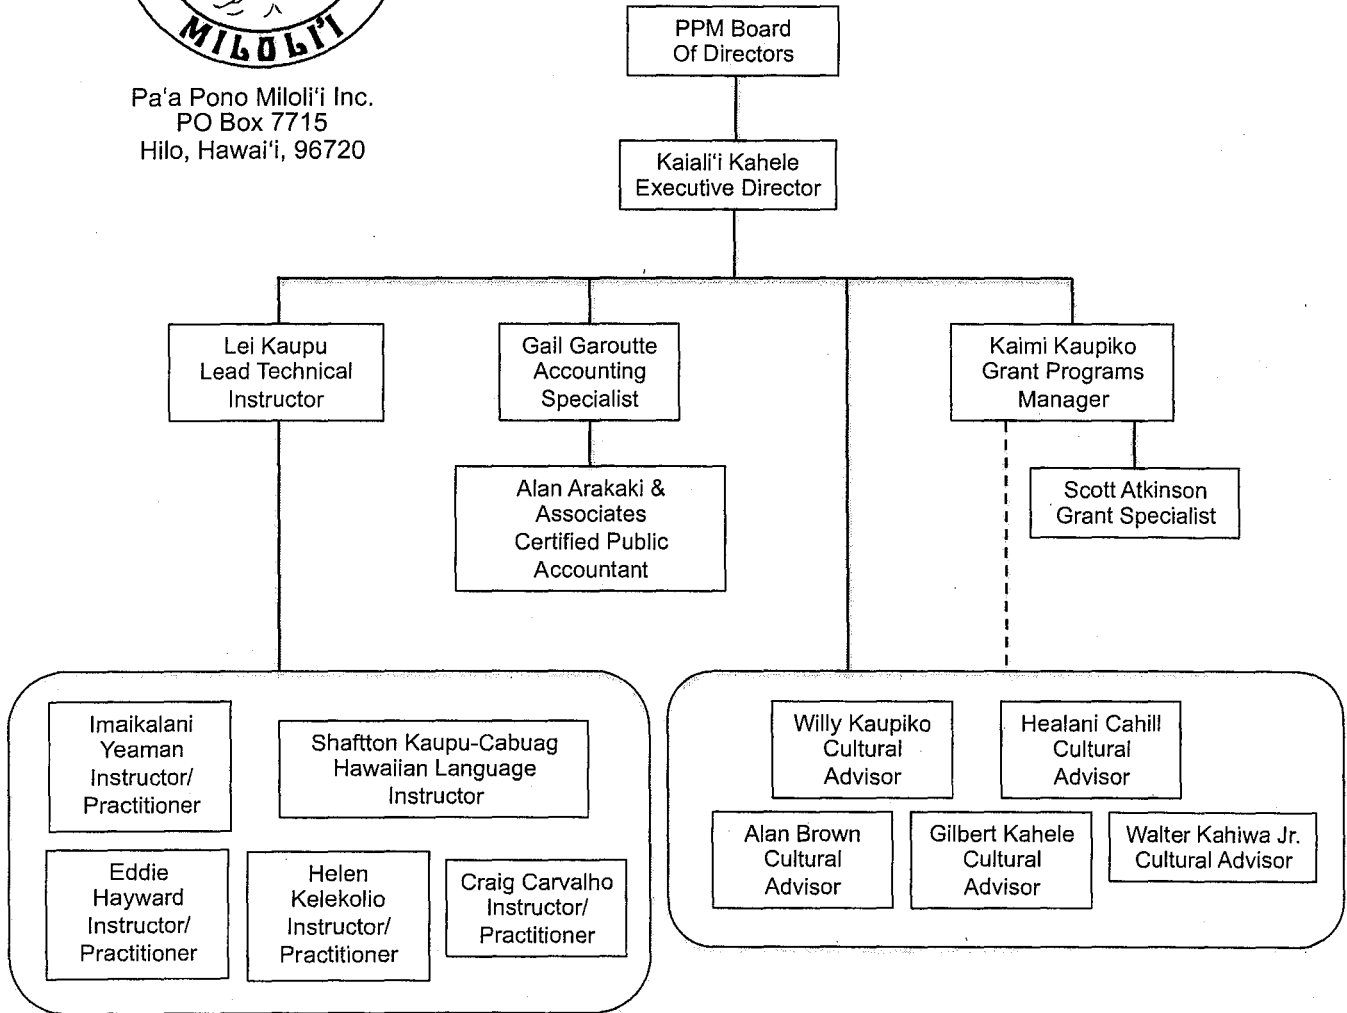 MILŌLI'I
Pa‘a Pono Miloli‘i Inc.
PO Box 7715
Hilo, Hawai‘i, 96720
PPM Board
Of Directors
Kaiali‘i Kahele
Executive Director
Lei Kaupu
Lead Technical
Instructor
Gail Garoutte
Accounting
Specialist
Kaimi Kaupiko
Grant Programs
Manager
Alan Arakaki &
Associates
Certified Public
Accountant
Scott Atkinson
Grant Specialist
Imaikalani
Yeaman
Instructor/
Practitioner
Shaftton Kaupu-Cabuag
Hawaiian Language
Instructor
Eddie
Hayward
Instructor/
Practitioner
Helen
Kelekolio
Instructor/
Practitioner
Craig Carvalho
Instructor/
Practitioner
Willy Kaupiko
Cultural
Advisor
Healani Cahill
Cultural
Advisor
Alan Brown
Cultural
Advisor
Gilbert Kahele
Cultural
Advisor
Walter Kahiwa Jr.
Cultural Advisor